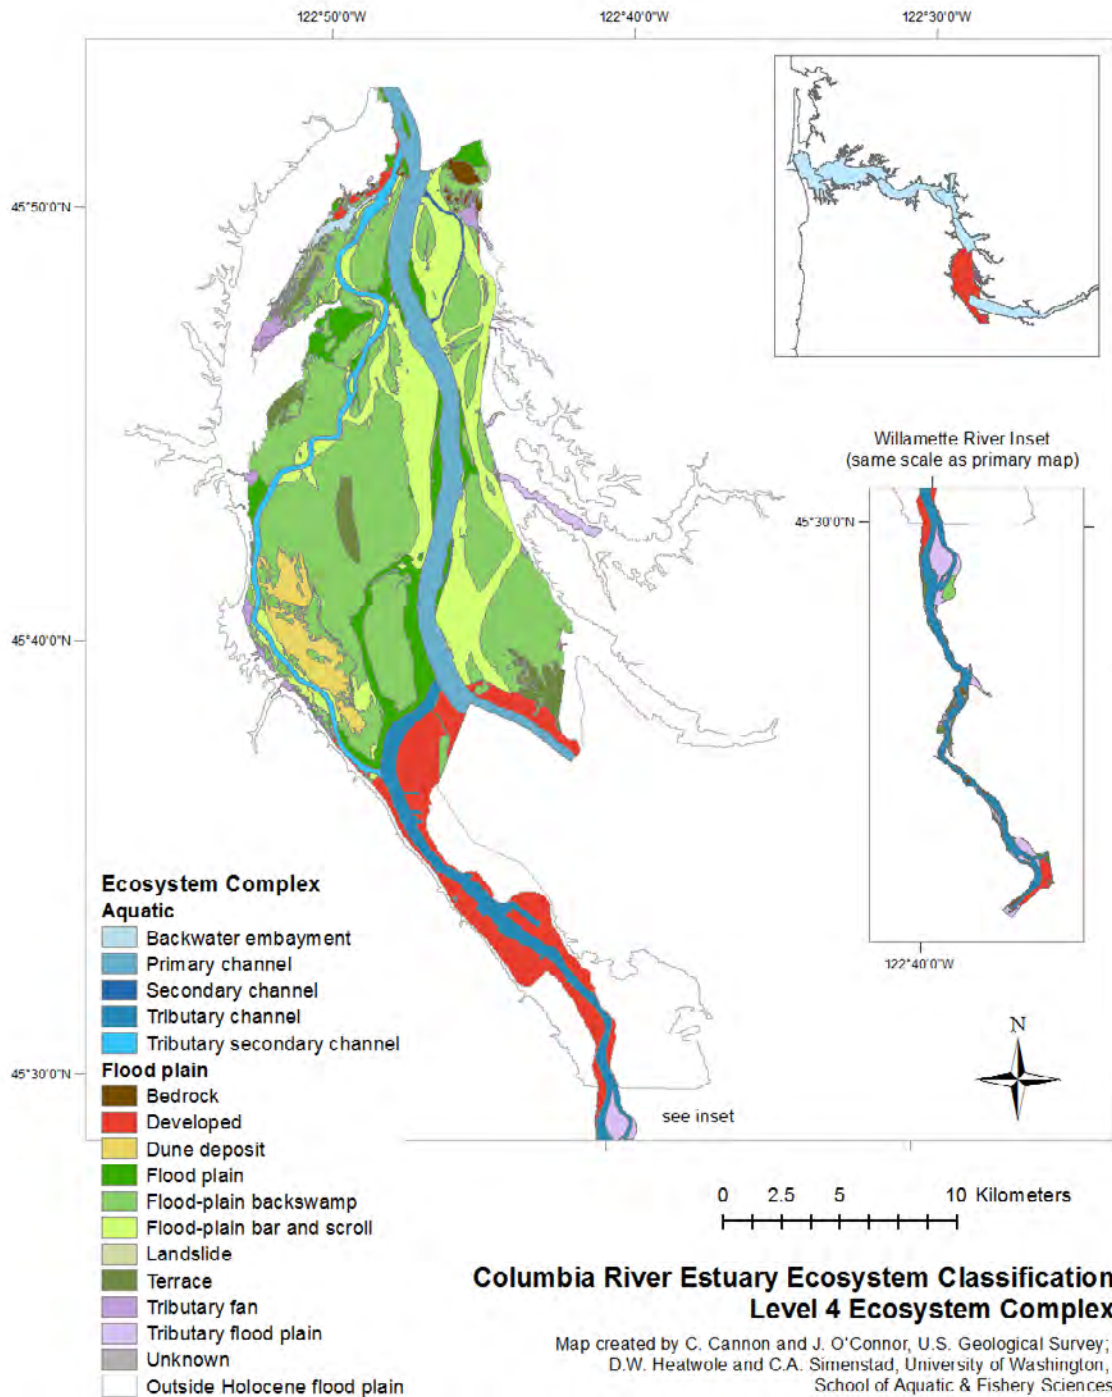 122°50'0"W
122°40'0"W
122°30'0"W
45°50'0"N
45°40'0"N
45°30'0"N
Willamette River Inset
(same scale as primary map)
45°30'0"N
122°40'0"W
N
see inset
Ecosystem Complex
Aquatic
Backwater embayment
Primary channel
Secondary channel
Tributary channel
Tributary secondary channel
Flood plain
Bedrock
Developed
Dune deposit
Flood plain
Flood-plain backswamp
Flood-plain bar and scroll
Landslide
Terrace
Tributary fan
Tributary flood plain
Unknown
Outside Holocene flood plain
0 2.5 5 10 Kilometers
Columbia River Estuary Ecosystem Classification
Level 4 Ecosystem Complex
Map created by C. Cannon and J. O'Connor, U.S. Geological Survey;
D.W. Heatwole and C.A. Simenstad, University of Washington,
School of Aquatic & Fishery Sciences